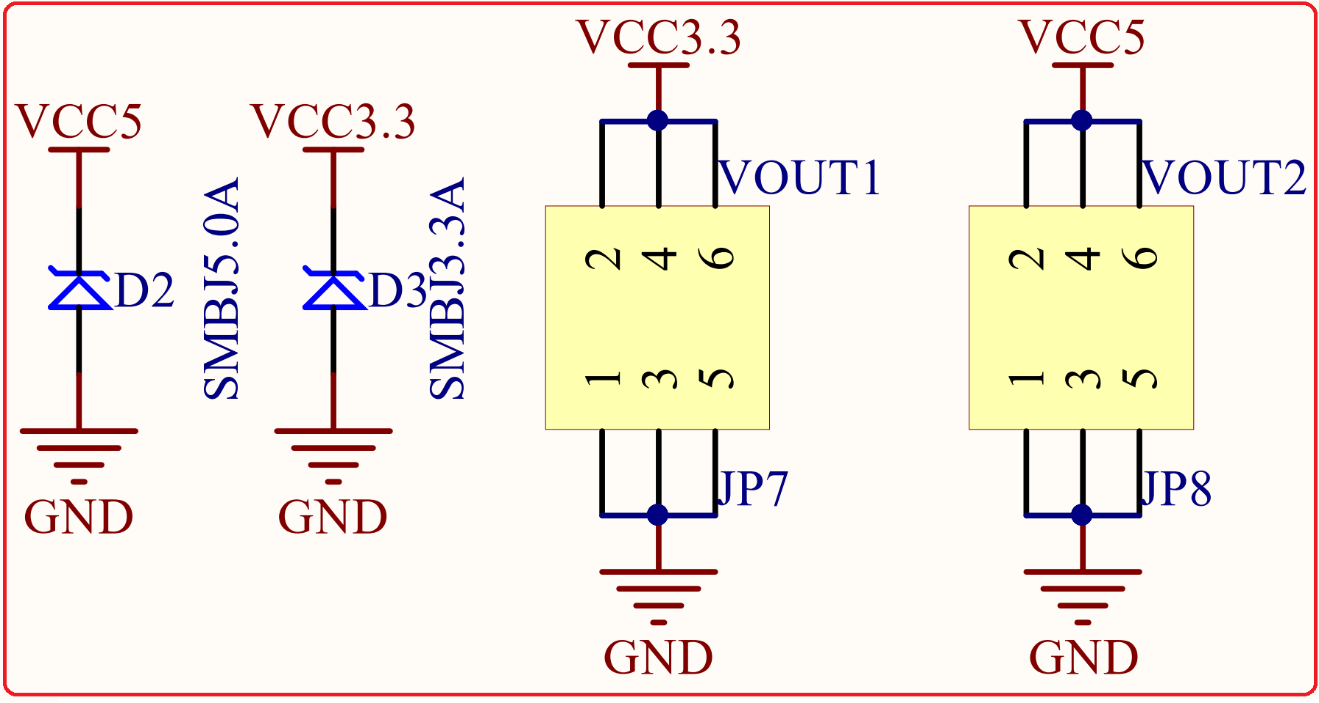 VCC5
D2
SMBJ5.0A
GND
VCC3.3
D3
SMBJ3.3A
GND
VCC3.3
VOUT1
2 4 6
1 3 5
JP7
GND
VCC5
VOUT2
2 4 6
1 3 5
JP8
GND